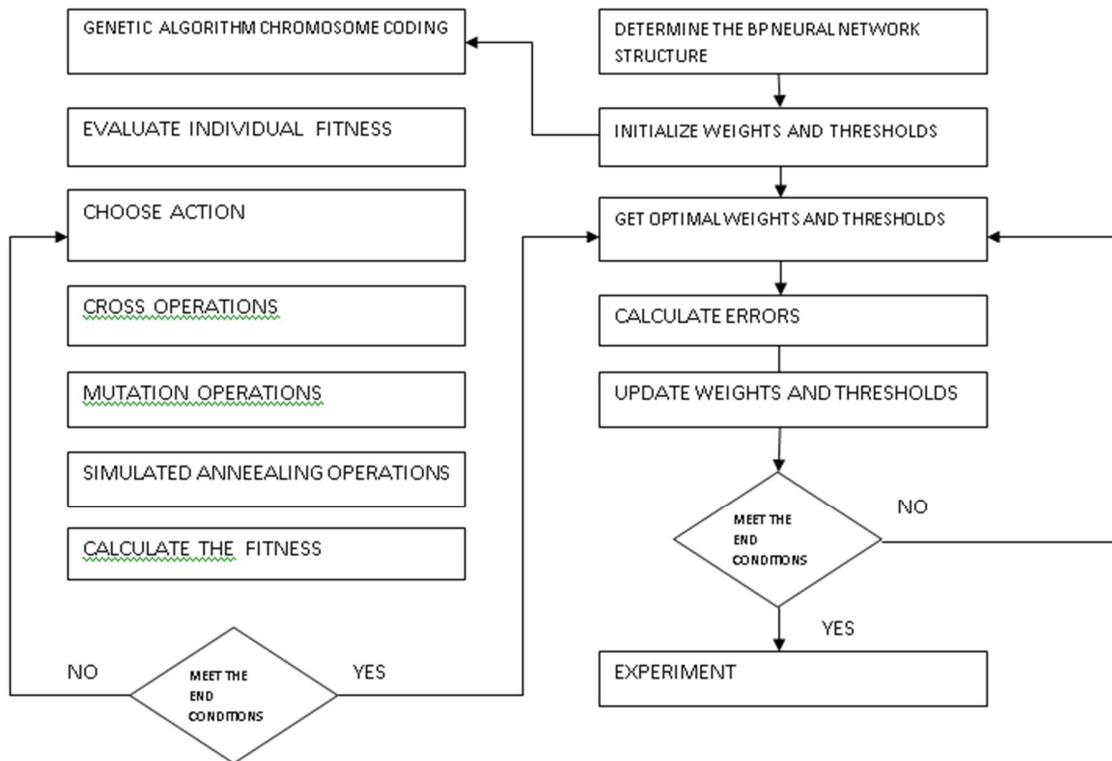 GENETIC ALGORITHM CHROMOSOME CODING
EVALUATE INDIVIDUAL FITNESS
CHOOSE ACTION
CROSS OPERATIONS
MUTATION OPERATIONS
SIMULATED ANNEEALING OPERATIONS
CALCULATE THE FITNESS
NO
MEET THE
END
CONDITIONS
YES
DETERMINE THE BP NEURAL NETWORK
STRUCTURE
INITIALIZE WEIGHTS AND THRESHOLDS
GET OPTIMAL WEIGHTS AND THRESHOLDS
CALCULATE ERRORS
UPDATE WEIGHTS AND THRESHOLDS
MEET THE
END
CONDITIONS
NO
YES
EXPERIMENT